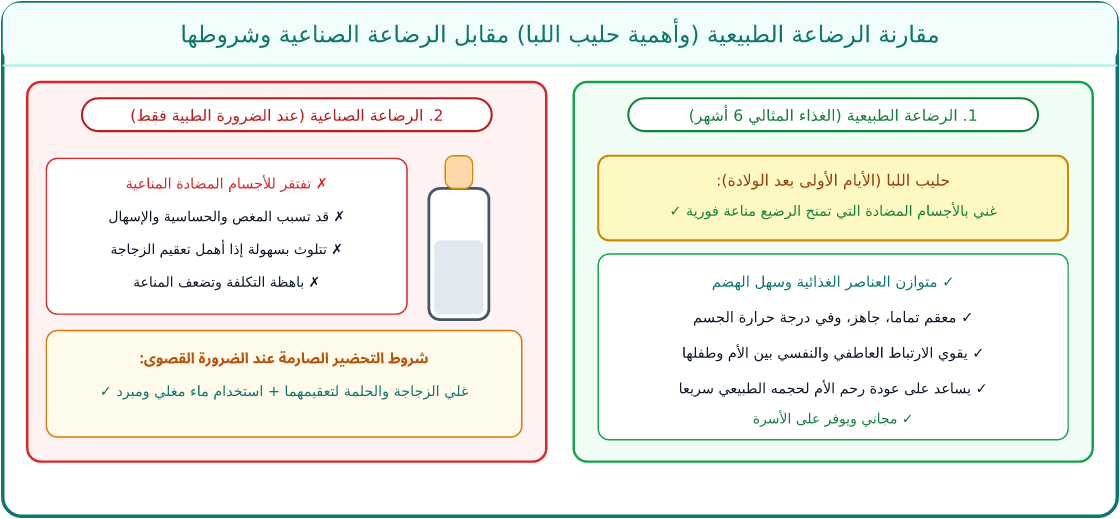 مقارنة الرضاعة الطبيعية (وأهمية حليب اللبا) مقابل الرضاعة الصناعية وشروطها
1. الرضاعة الطبيعية (الغذاء المثالي 6 أشهر)
حليب اللبا (الأيام الأولى بعد الولادة):
غني بالأجسام المضادة التي تمنح الرضيع مناعة فورية ✓
✓ متوازن العناصر الغذائية وسهل الهضم
✓ معقم تماما، جاهز، وفي درجة حرارة الجسم
✓ يقوي الارتباط العاطفي والنفسي بين الأم وطفلها
✓ يساعد على عودة رحم الأم لحجمه الطبيعي سريعا
✓ مجاني ويوفر على الأسرة
2. الرضاعة الصناعية (عند الضرورة الطبية فقط)
✗ تفتقر للأجسام المضادة المناعية
✗ قد تسبب المغص والحساسية والإسهال
✗ تتلوث بسهولة إذا أهمل تعقيم الزجاجة
✗ باهظة التكلفة وتضعف المناعة
شروط التحضير الصارمة عند الضرورة القصوى:
غلي الزجاجة والحلمة لتعقيمهما + استخدام ماء مغلي ومبرد ✓